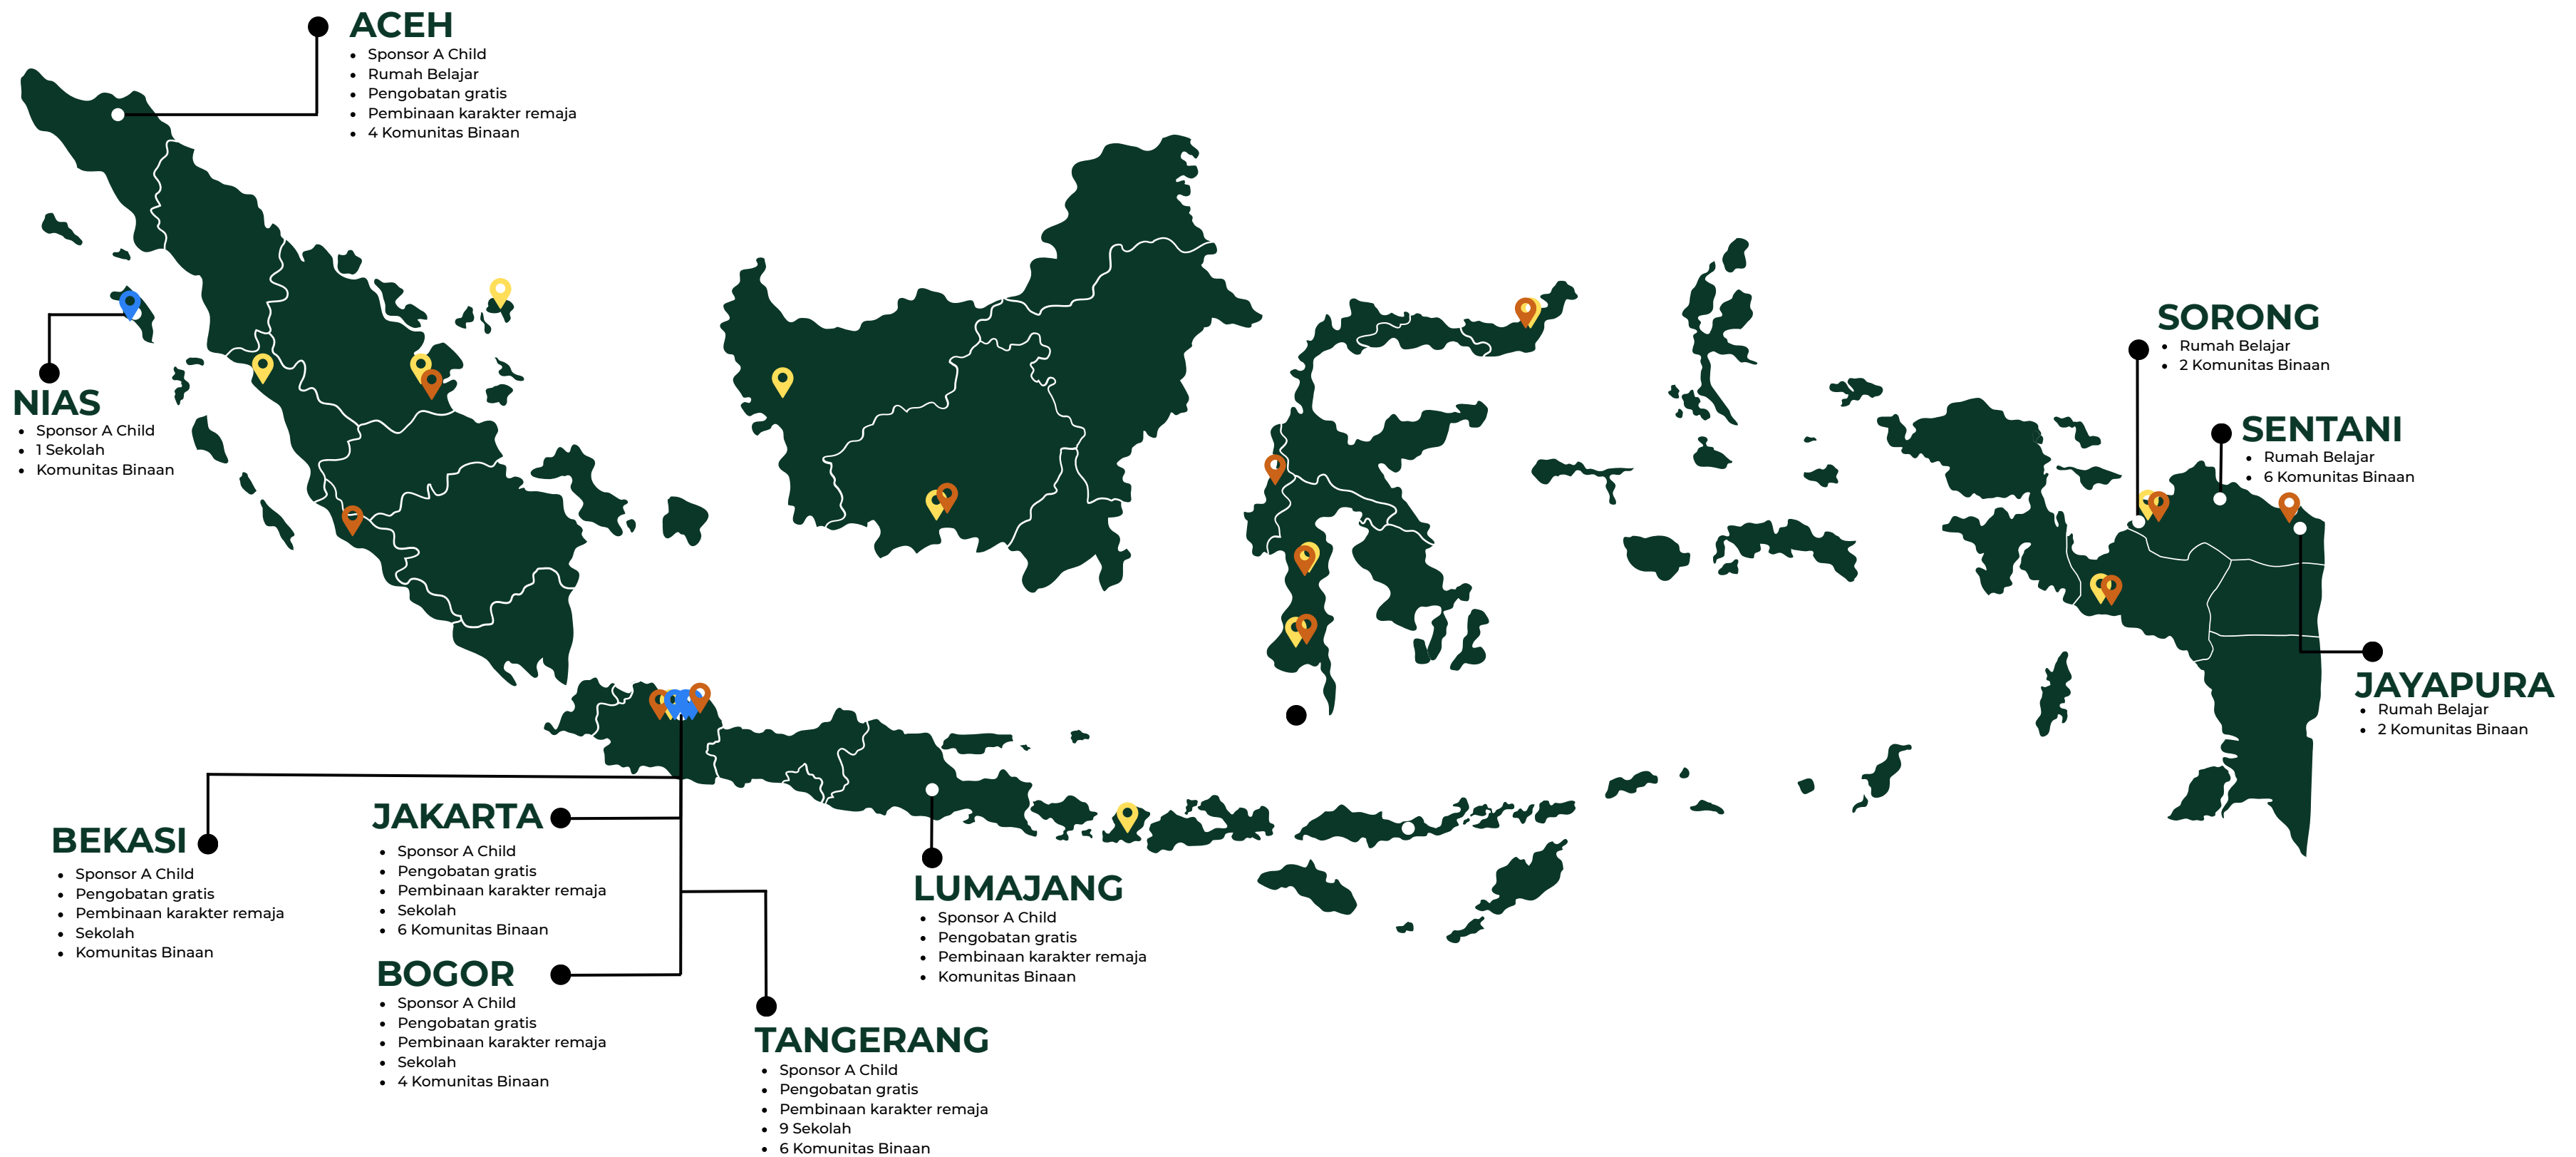 ACEH
• Sponsor A Child
• Rumah Belajar
• Pengobatan gratis
• Pembinaan karakter remaja
• 4 Komunitas Binaan
NIAS
• Sponsor A Child
• 1 Sekolah
• Komunitas Binaan
SORONG
• Rumah Belajar
• 2 Komunitas Binaan
SENTANI
• Rumah Belajar
• 6 Komunitas Binaan
JAYAPURA
• Rumah Belajar
• 2 Komunitas Binaan
BEKASI
• Sponsor A Child
• Pengobatan gratis
• Pembinaan karakter remaja
• Sekolah
• Komunitas Binaan
JAKARTA
• Sponsor A Child
• Pengobatan gratis
• Pembinaan karakter remaja
• Sekolah
• 6 Komunitas Binaan
BOGOR
• Sponsor A Child
• Pengobatan gratis
• Pembinaan karakter remaja
• Sekolah
• 4 Komunitas Binaan
TANGERANG
• Sponsor A Child
• Pengobatan gratis
• Pembinaan karakter remaja
• 9 Sekolah
• 6 Komunitas Binaan
LUMAJANG
• Sponsor A Child
• Pengobatan gratis
• Pembinaan karakter remaja
• Komunitas Binaan